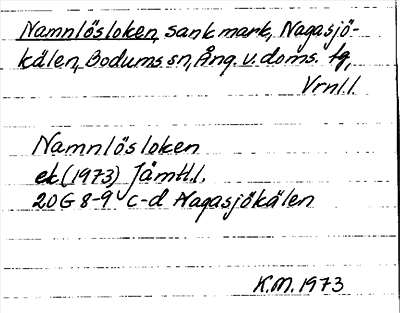 Namnlösloken, sank mark, Nagasjö-
kälen, Bodums sn, Ång. v. doms. tg,
Vrnl.l.
Namnlösloken
ek (1973) Jämtl.l.
20G 8-9 c-d Nagasjökälen
K.M. 1973